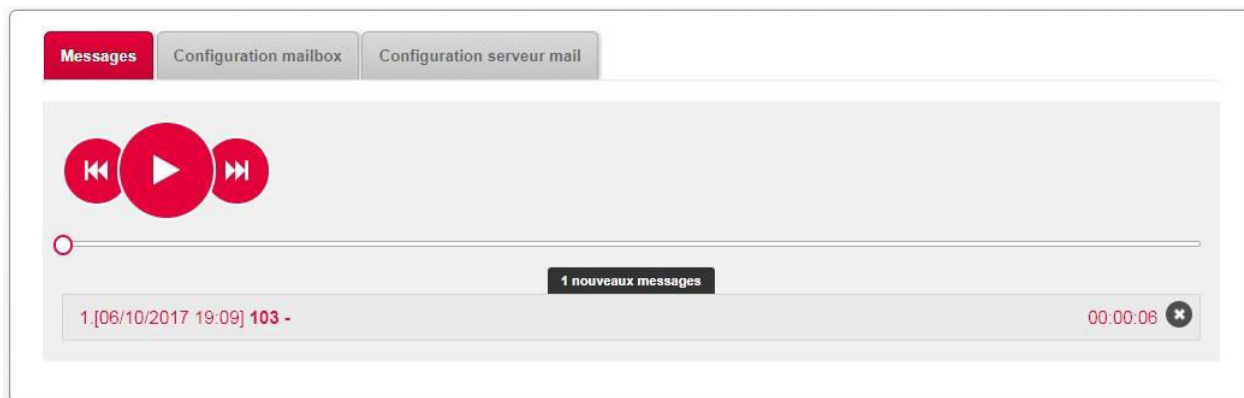 Messages Configuration mailbox Configuration serveur mail
1 nouveaux messages
1.[06/10/2017 19:09] 103 - 00:00:06